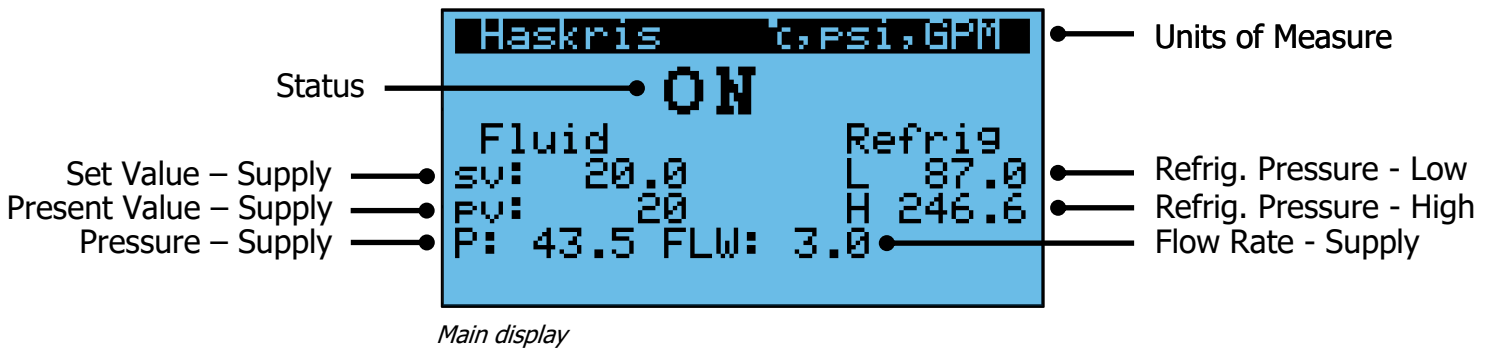 Haskris °C,psi,GPM Units of Measure
Status ON
Fluid Refrig
Set Value – Supply sv: 20.0 L 87.0 Refrig. Pressure - Low
Present Value – Supply pv: 20 H 246.6 Refrig. Pressure - High
Pressure – Supply P: 43.5 FLW: 3.0 Flow Rate - Supply
Main display